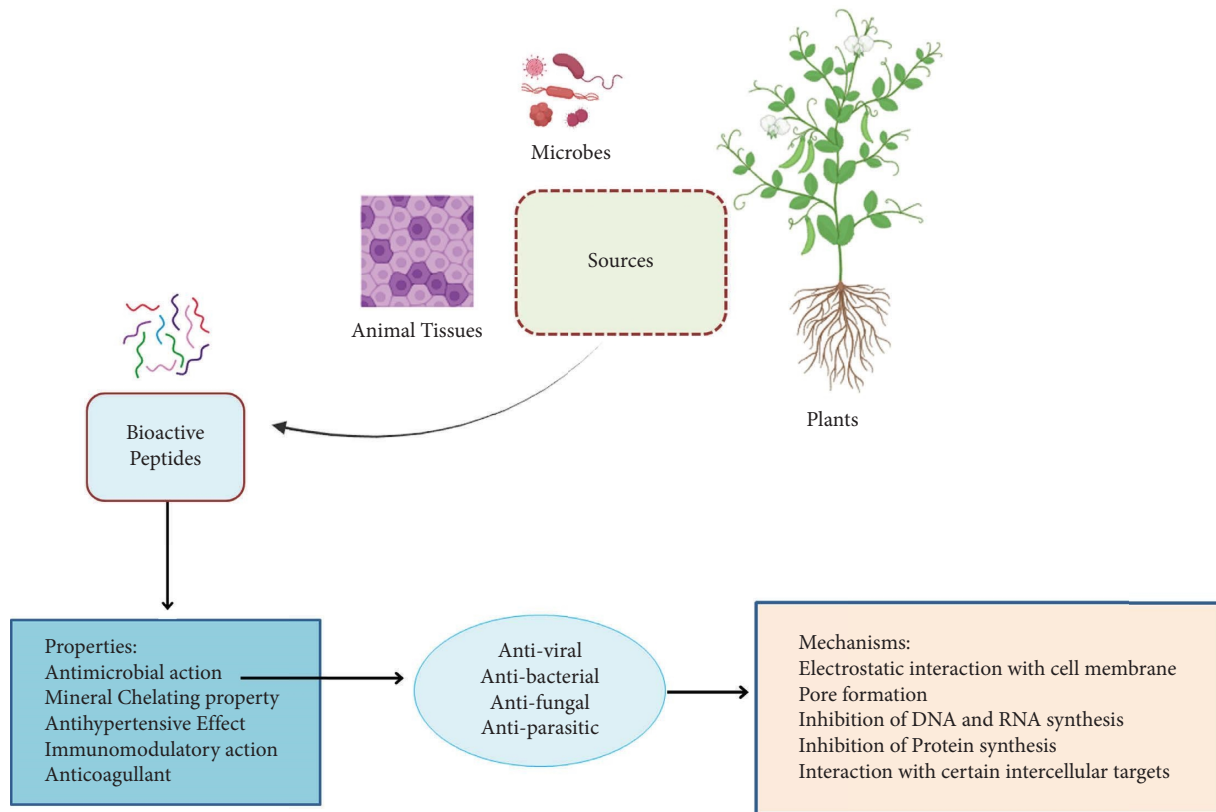 Microbes
Sources
Animal Tissues
Plants
Bioactive
Peptides
Properties:
Antimicrobial action
Mineral Chelating property
Antihypertensive Effect
Immunomodulatory action
Anticoagullant
Anti-viral
Anti-bacterial
Anti-fungal
Anti-parasitic
Mechanisms:
Electrostatic interaction with cell membrane
Pore formation
Inhibition of DNA and RNA synthesis
Inhibition of Protein synthesis
Interaction with certain intercellular targets